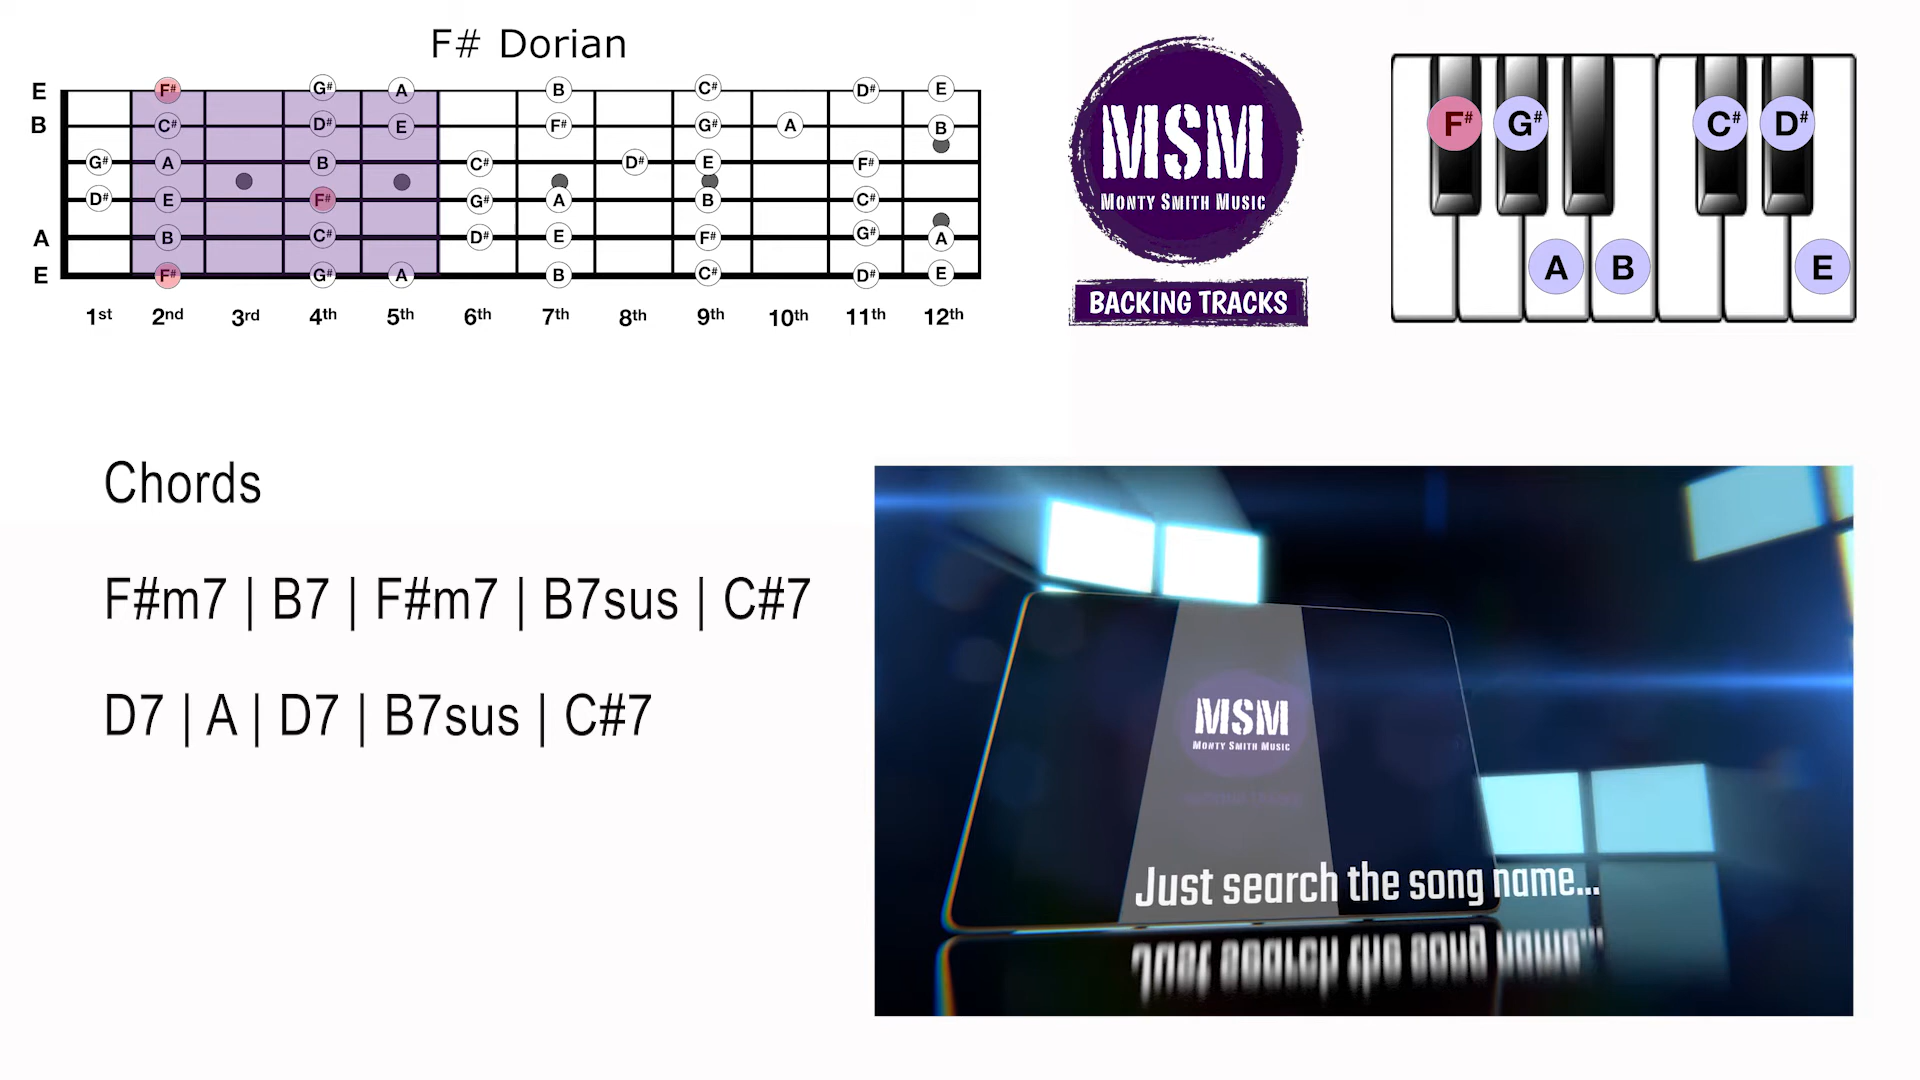 F# Dorian
E F# G# A B C# D# E
B C# D# E F# G# A B
G# A B C# D# E F#
D# E F# G# A B C#
A B C# D# E F# G# A
E F# G# A B C# D# E
1st 2nd 3rd 4th 5th 6th 7th 8th 9th 10th 11th 12th
MSM
MONTY SMITH MUSIC
BACKING TRACKS
F# G# C# D#
A B E
Chords
F#m7 | B7 | F#m7 | B7sus | C#7
D7 | A | D7 | B7sus | C#7
MSM
MONTY SMITH MUSIC
Just search the song name...